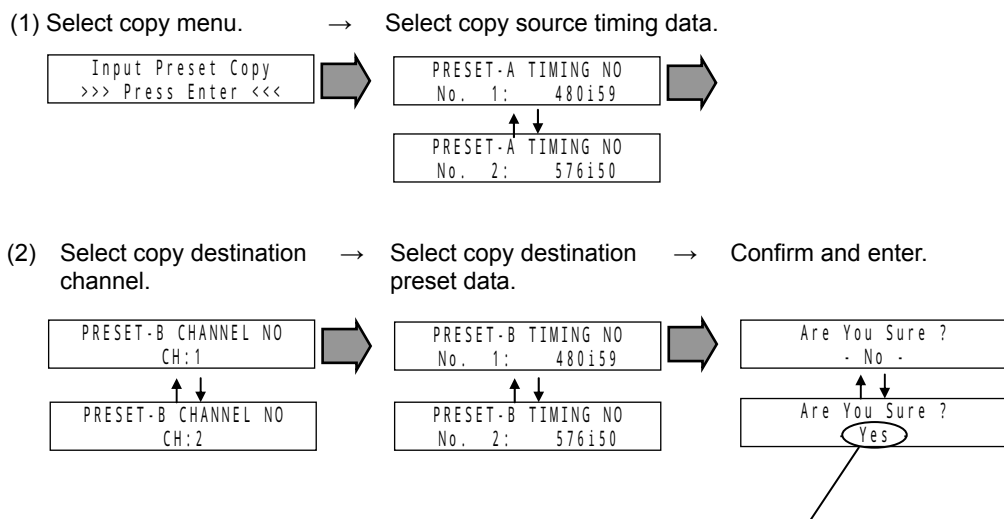 (1) Select copy menu. → Select copy source timing data.
Input Preset Copy
>>> Press Enter <<<
PRESET-A TIMING NO
No. 1: 480i59
PRESET-A TIMING NO
No. 2: 576i50
(2) Select copy destination channel. → Select copy destination preset data. → Confirm and enter.
PRESET-B CHANNEL NO
CH:1
PRESET-B CHANNEL NO
CH:2
PRESET-B TIMING NO
No. 1: 480i59
PRESET-B TIMING NO
No. 2: 576i50
Are You Sure ?
- No -
Are You Sure ?
Yes